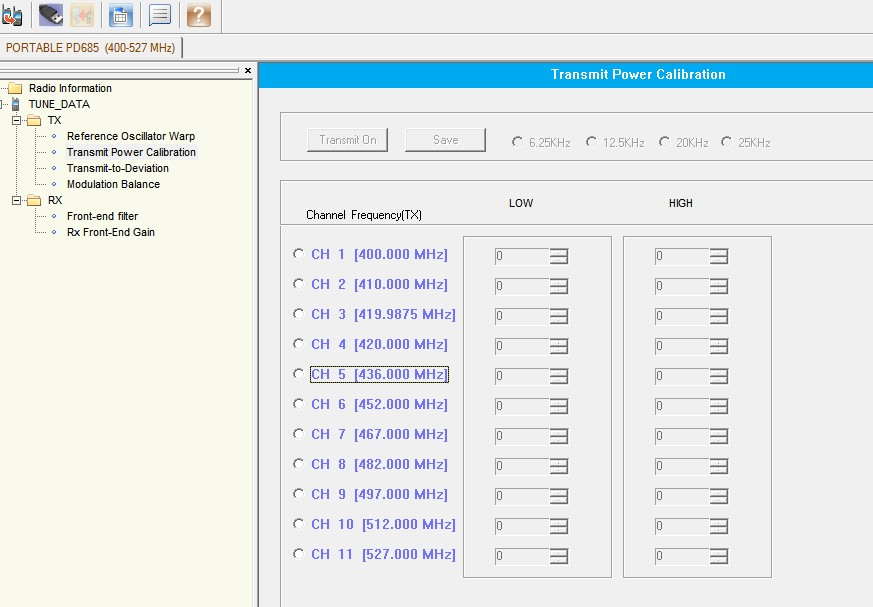 ?
PORTABLE PD685 (400-527 MHz)
Radio Information
TUNE_DATA
TX
Reference Oscillator Warp
Transmit Power Calibration
Transmit-to-Deviation
Modulation Balance
RX
Front-end filter
Rx Front-End Gain
Transmit Power Calibration
Transmit On Save 6.25KHz 12.5KHz 20KHz 25KHz
Channel Frequency(TX) LOW HIGH
CH 1 [400.000 MHz] 0 0
CH 2 [410.000 MHz] 0 0
CH 3 [419.9875 MHz] 0 0
CH 4 [420.000 MHz] 0 0
CH 5 [436.000 MHz] 0 0
CH 6 [452.000 MHz] 0 0
CH 7 [467.000 MHz] 0 0
CH 8 [482.000 MHz] 0 0
CH 9 [497.000 MHz] 0 0
CH 10 [512.000 MHz] 0 0
CH 11 [527.000 MHz] 0 0